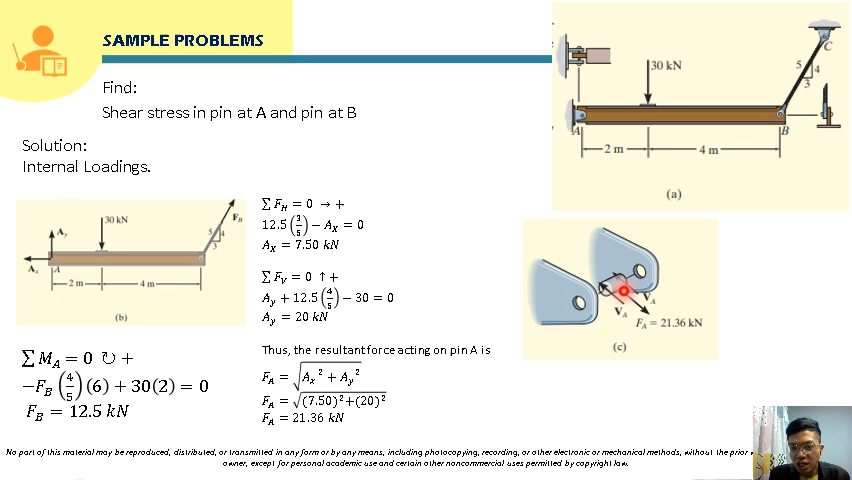 SAMPLE PROBLEMS
Find:
Shear stress in pin at A and pin at B
Solution:
Internal Loadings.
30 kN
C
5
4
3
A
B
2 m
4 m
(a)
30 kN
F_B
A_y
5
4
3
A_x
A
2 m
4 m
(b)
∑ M_A = 0 ↻ +
−F_B (4/5) (6) + 30(2) = 0
F_B = 12.5 kN
∑ F_H = 0 → +
12.5 (3/5) − A_X = 0
A_X = 7.50 kN
∑ F_V = 0 ↑ +
A_y + 12.5 (4/5) − 30 = 0
A_y = 20 kN
Thus, the resultant force acting on pin A is
F_A = √(A_x² + A_y²)
F_A = √((7.50)²+(20)²)
F_A = 21.36 kN
V_A
V_A
F_A = 21.36 kN
(c)
No part of this material may be reproduced, distributed, or transmitted in any form or by any means, including photocopying, recording, or other electronic or mechanical methods, without the prior
owner, except for personal academic use and certain other noncommercial uses permitted by copyright law.